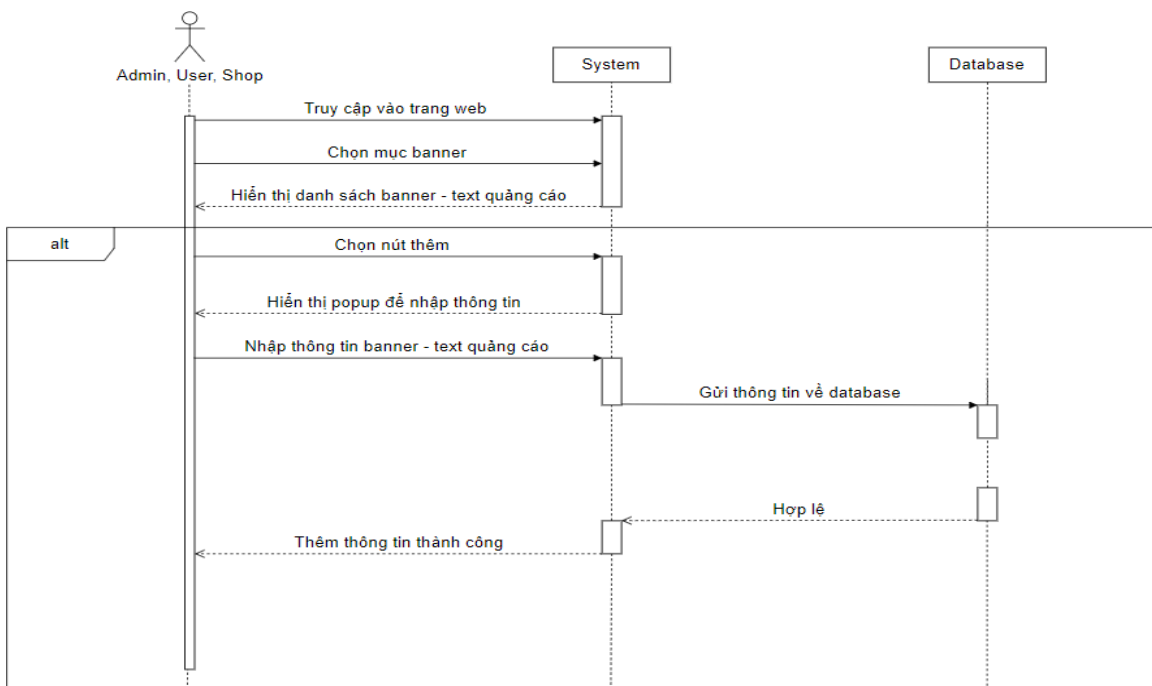 Admin, User, Shop
System
Database
Truy cập vào trang web
Chọn mục banner
Hiển thị danh sách banner - text quảng cáo
alt
Chọn nút thêm
Hiển thị popup để nhập thông tin
Nhập thông tin banner - text quảng cáo
Gửi thông tin về database
Hợp lệ
Thêm thông tin thành công